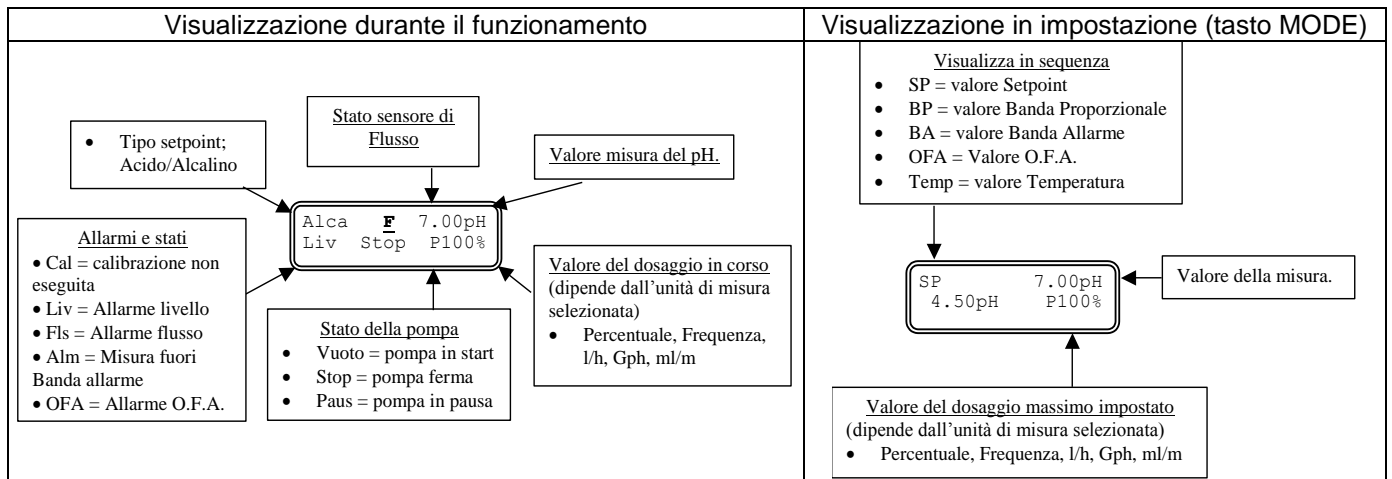 Visualizzazione durante il funzionamento
Visualizzazione in impostazione (tasto MODE)
• Tipo setpoint;
Acido/Alcalino
Stato sensore di
Flusso
Valore misura del pH.
Alca F 7.00pH
Liv Stop P100%
Allarmi e stati
• Cal = calibrazione non
eseguita
• Liv = Allarme livello
• Fls = Allarme flusso
• Alm = Misura fuori
Banda allarme
• OFA = Allarme O.F.A.
Stato della pompa
• Vuoto = pompa in start
• Stop = pompa ferma
• Paus = pompa in pausa
Valore del dosaggio in corso
(dipende dall’unità di misura
selezionata)
• Percentuale, Frequenza,
l/h, Gph, ml/m
Visualizza in sequenza
• SP = valore Setpoint
• BP = valore Banda Proporzionale
• BA = valore Banda Allarme
• OFA = Valore O.F.A.
• Temp = valore Temperatura
SP 7.00pH
4.50pH P100%
Valore della misura.
Valore del dosaggio massimo impostato
(dipende dall’unità di misura selezionata)
• Percentuale, Frequenza, l/h, Gph, ml/m